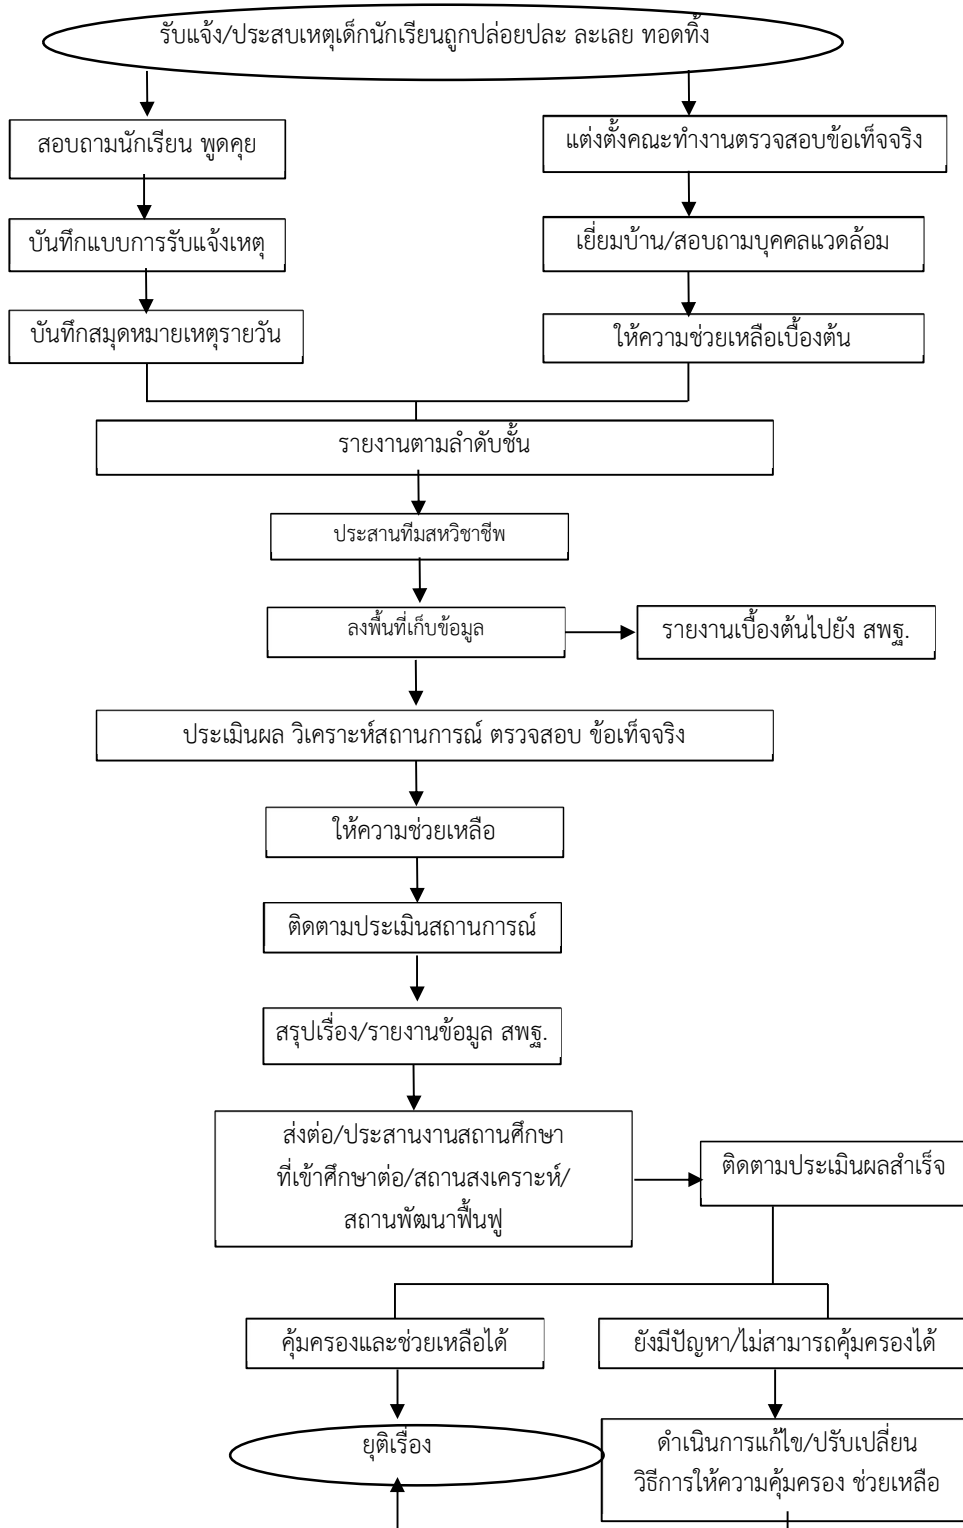 รับแจ้ง/ประสบเหตุเด็กนักเรียนถูกปล่อยปละ ละเลย ทอดทิ้ง
สอบถามนักเรียน พูดคุย
แต่งตั้งคณะทำงานตรวจสอบข้อเท็จจริง
บันทึกแบบการรับแจ้งเหตุ
เยี่ยมบ้าน/สอบถามบุคคลแวดล้อม
บันทึกสมุดหมายเหตุรายวัน
ให้ความช่วยเหลือเบื้องต้น
รายงานตามลำดับชั้น
ประสานทีมสหวิชาชีพ
ลงพื้นที่เก็บข้อมูล
รายงานเบื้องต้นไปยัง สพฐ.
ประเมินผล วิเคราะห์สถานการณ์ ตรวจสอบ ข้อเท็จจริง
ให้ความช่วยเหลือ
ติดตามประเมินสถานการณ์
สรุปเรื่อง/รายงานข้อมูล สพฐ.
ส่งต่อ/ประสานงานสถานศึกษา
ที่เข้าศึกษาต่อ/สถานสงเคราะห์/
สถานพัฒนาฟื้นฟู
ติดตามประเมินผลสำเร็จ
คุ้มครองและช่วยเหลือได้
ยังมีปัญหา/ไม่สามารถคุ้มครองได้
ยุติเรื่อง
ดำเนินการแก้ไข/ปรับเปลี่ยน
วิธีการให้ความคุ้มครอง ช่วยเหลือ